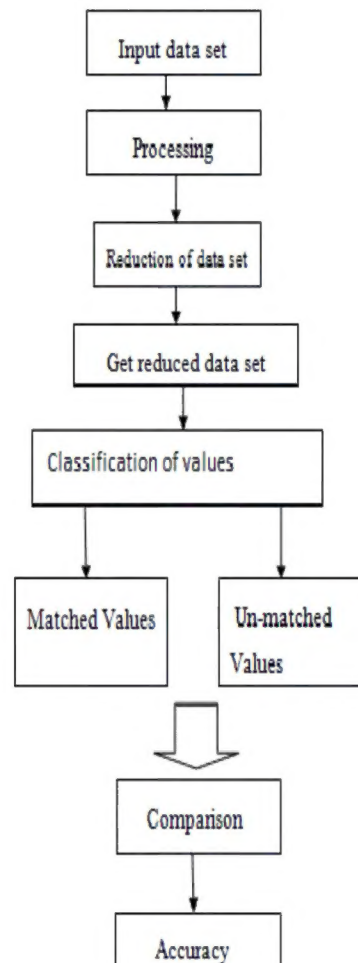 Input data set
Processing
Reduction of data set
Get reduced data set
Classification of values
Matched Values
Un-matched
Values
Comparison
Accuracy